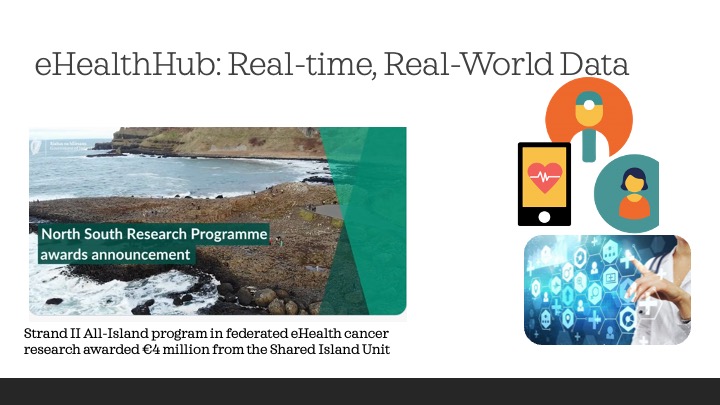 eHealthHub: Real-time, Real-World Data
North South Research Programme
awards announcement
Strand II All-Island program in federated eHealth cancer
research awarded €4 million from the Shared Island Unit